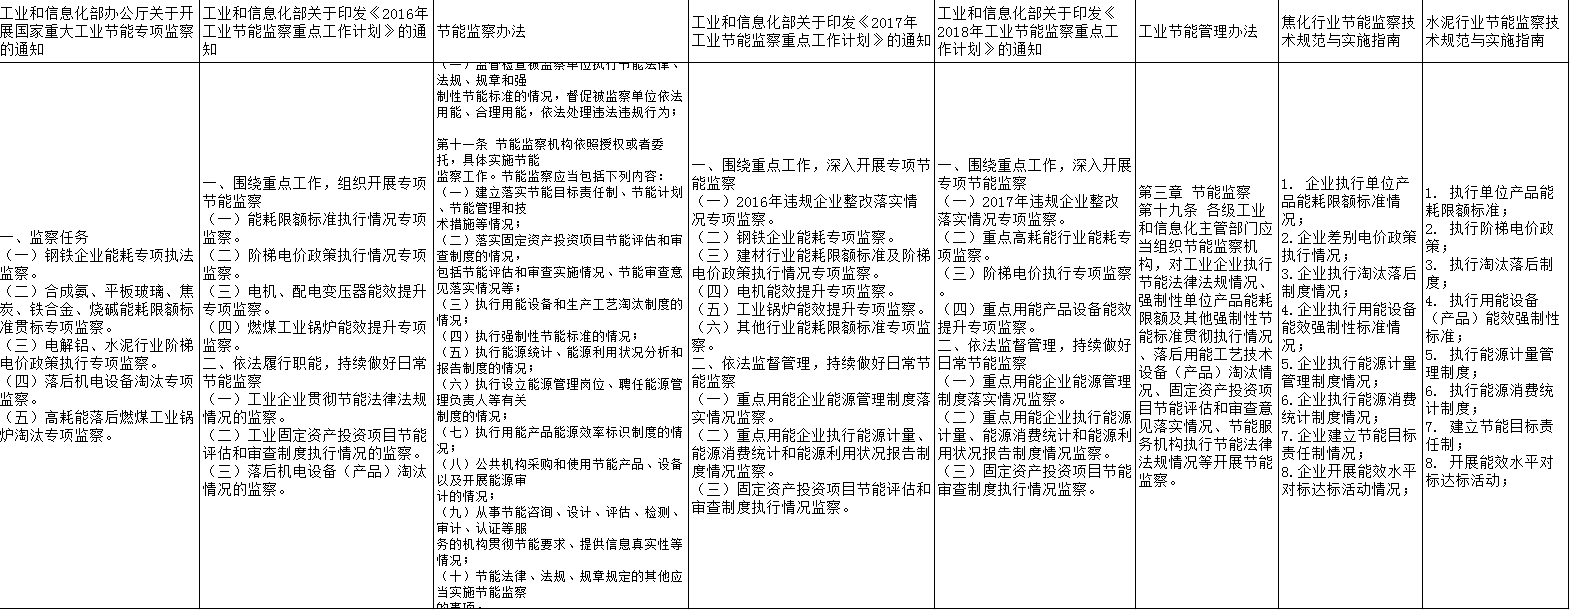 工业和信息化部办公厅关于开
展国家重大工业节能专项监察
的通知
工业和信息化部关于印发《2016年
工业节能监察重点工作计划》的通
知
节能监察办法
工业和信息化部关于印发《2017年
工业节能监察重点工作计划》的通知
工业和信息化部关于印发《
2018年工业节能监察重点工
作计划》的通知
工业节能管理办法
焦化行业节能监察技
术规范与实施指南
水泥行业节能监察技
术规范与实施指南
一、监察任务
（一）钢铁企业能耗专项执法
监察。
（二）合成氨、平板玻璃、焦
炭、铁合金、烧碱能耗限额标
准贯标专项监察。
（三）电解铝、水泥行业阶梯
电价政策执行专项监察。
（四）落后机电设备淘汰专项
监察。
（五）高耗能落后燃煤工业锅
炉淘汰专项监察。
一、围绕重点工作，组织开展专项
节能监察
（一）能耗限额标准执行情况专项
监察。
（二）阶梯电价政策执行情况专项
监察。
（三）电机、配电变压器能效提升
专项监察。
（四）燃煤工业锅炉能效提升专项
监察。
二、依法履行职能，持续做好日常
节能监察
（一）工业企业贯彻节能法律法规
情况的监察。
（二）工业固定资产投资项目节能
评估和审查制度执行情况的监察。
（三）落后机电设备（产品）淘汰
情况的监察。
（一）监督检查被监察单位执行节能法律、
法规、规章和强
制性节能标准的情况，督促被监察单位依法
用能、合理用能，依法处理违法违规行为；
第十一条 节能监察机构依照授权或者委
托，具体实施节能
监察工作。节能监察应当包括下列内容：
（一）建立落实节能目标责任制、节能计划
、节能管理和技
术措施等情况；
（二）落实固定资产投资项目节能评估和审
查制度的情况，
包括节能评估和审查实施情况、节能审查意
见落实情况等；
（三）执行用能设备和生产工艺淘汰制度的
情况；
（四）执行强制性节能标准的情况；
（五）执行能源统计、能源利用状况分析和
报告制度的情况；
（六）执行设立能源管理岗位、聘任能源管
理负责人等有关
制度的情况；
（七）执行用能产品能源效率标识制度的情
况；
（八）公共机构采购和使用节能产品、设备
以及开展能源审
计的情况；
（九）从事节能咨询、设计、评估、检测、
审计、认证等服
务的机构贯彻节能要求、提供信息真实性等
情况；
（十）节能法律、法规、规章规定的其他应
当实施节能监察
的事项。
一、围绕重点工作，深入开展专项节
能监察
（一）2016年违规企业整改落实情
况专项监察。
（二）钢铁企业能耗专项监察。
（三）建材行业能耗限额标准及阶梯
电价政策执行情况专项监察。
（四）电机能效提升专项监察。
（五）工业锅炉能效提升专项监察。
（六）其他行业能耗限额标准专项监
察。
二、依法监督管理，持续做好日常节
能监察
（一）重点用能企业能源管理制度落
实情况监察。
（二）重点用能企业执行能源计量、
能源消费统计和能源利用状况报告制
度情况监察。
（三）固定资产投资项目节能评估和
审查制度执行情况监察。
一、围绕重点工作，深入开展
专项节能监察
（一）2017年违规企业整改
落实情况专项监察。
（二）重点高耗能行业能耗专
项监察。
（三）阶梯电价执行专项监察
。
（四）重点用能产品设备能效
提升专项监察。
二、依法监督管理，持续做好
日常节能监察
（一）重点用能企业能源管理
制度落实情况监察。
（二）重点用能企业执行能源
计量、能源消费统计和能源利
用状况报告制度情况监察。
（三）固定资产投资项目节能
审查制度执行情况监察。
第三章 节能监察
第十九条 各级工业
和信息化主管部门应
当组织节能监察机
构，对工业企业执行
节能法律法规情况、
强制性单位产品能耗
限额及其他强制性节
能标准贯彻执行情况
、落后用能工艺技术
设备（产品）淘汰情
况、固定资产投资项
目节能评估和审查意
见落实情况、节能服
务机构执行节能法律
法规情况等开展节能
监察。
1. 企业执行单位产
品能耗限额标准情
况；
2.企业差别电价政策
执行情况；
3.企业执行淘汰落后
制度情况；
4.企业执行用能设备
能效强制性标准情
况；
5.企业执行能源计量
管理制度情况；
6.企业执行能源消费
统计制度情况；
7.企业建立节能目标
责任制情况；
8.企业开展能效水平
对标达标活动情况；
1. 执行单位产品能
耗限额标准；
2. 执行阶梯电价政
策；
3. 执行淘汰落后制
度；
4. 执行用能设备
（产品）能效强制性
标准；
5. 执行能源计量管
理制度；
6. 执行能源消费统
计制度；
7. 建立节能目标责
任制；
8. 开展能效水平对
标达标活动；